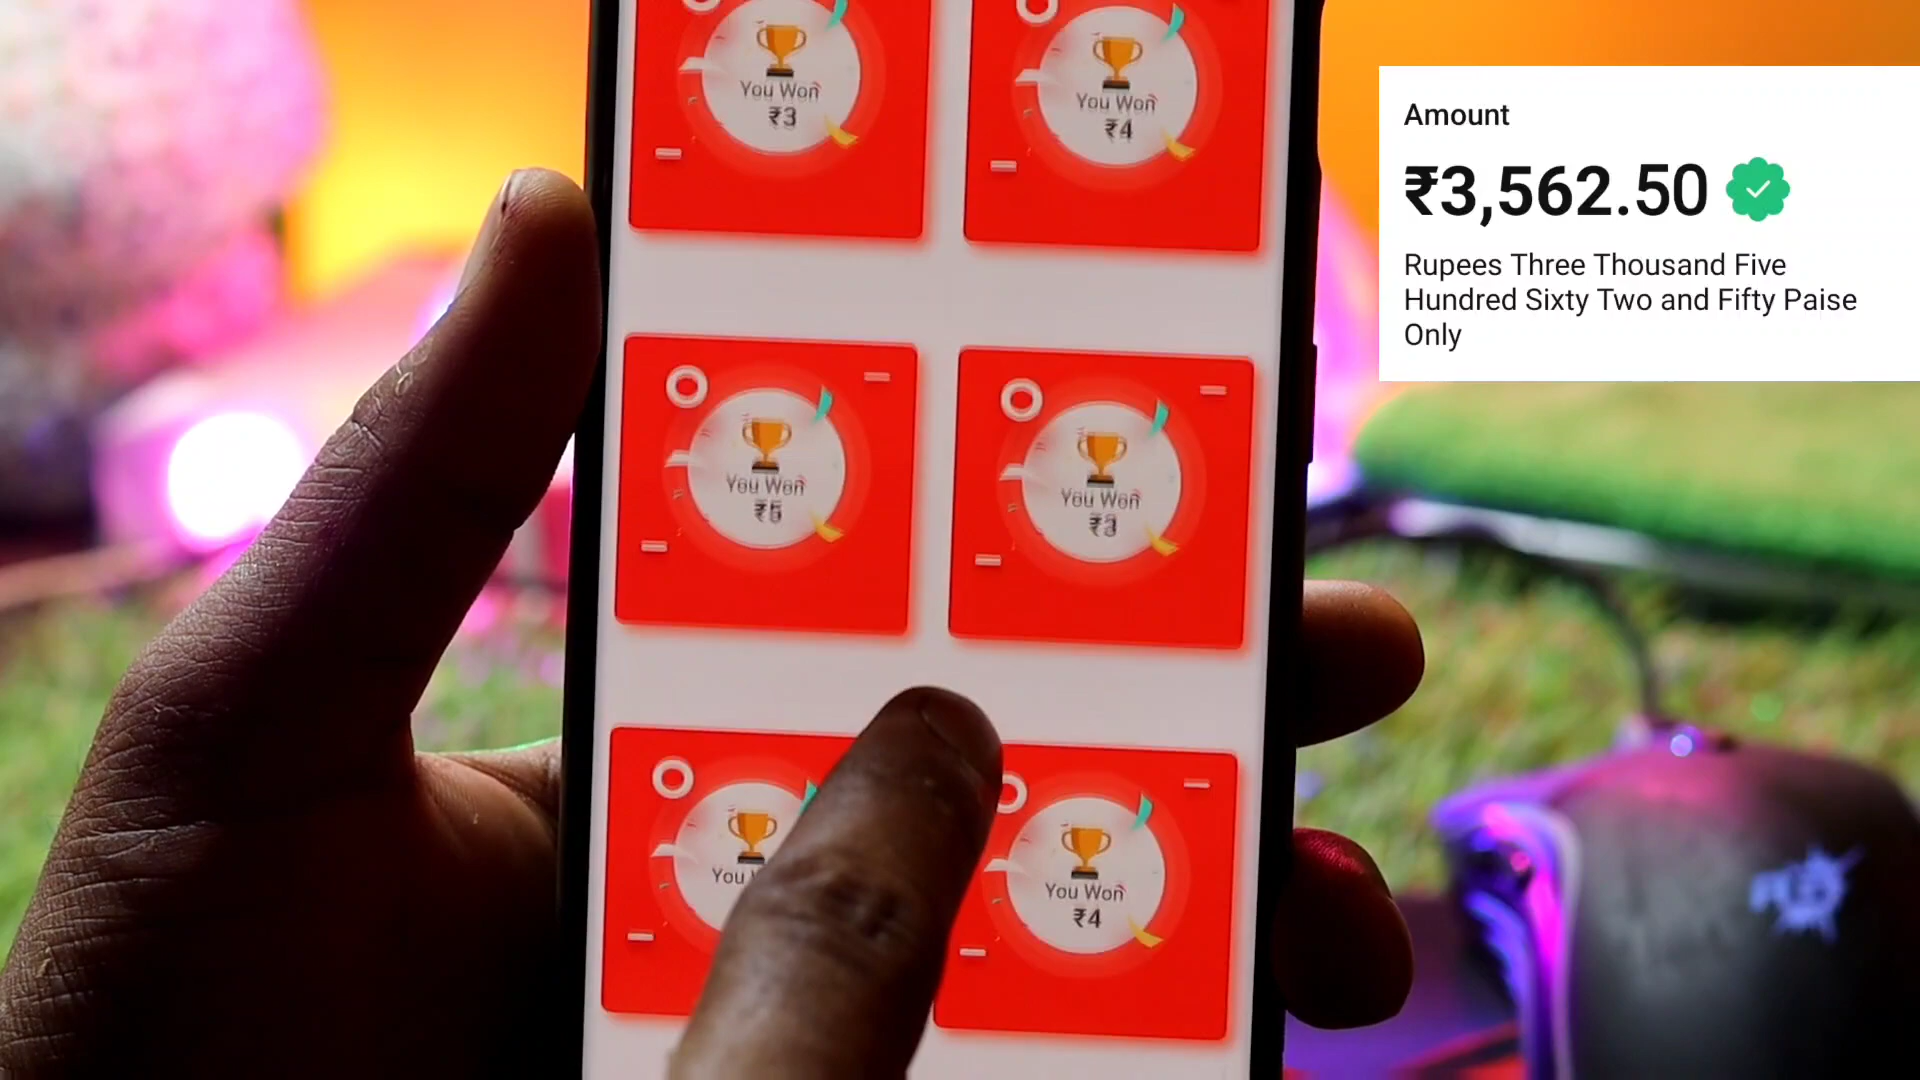 You Won
₹3
You Won
₹4
Amount
₹3,562.50
Rupees Three Thousand Five
Hundred Sixty Two and Fifty Paise
Only
You Won
₹5
You Won
₹3
You
You Won
₹4